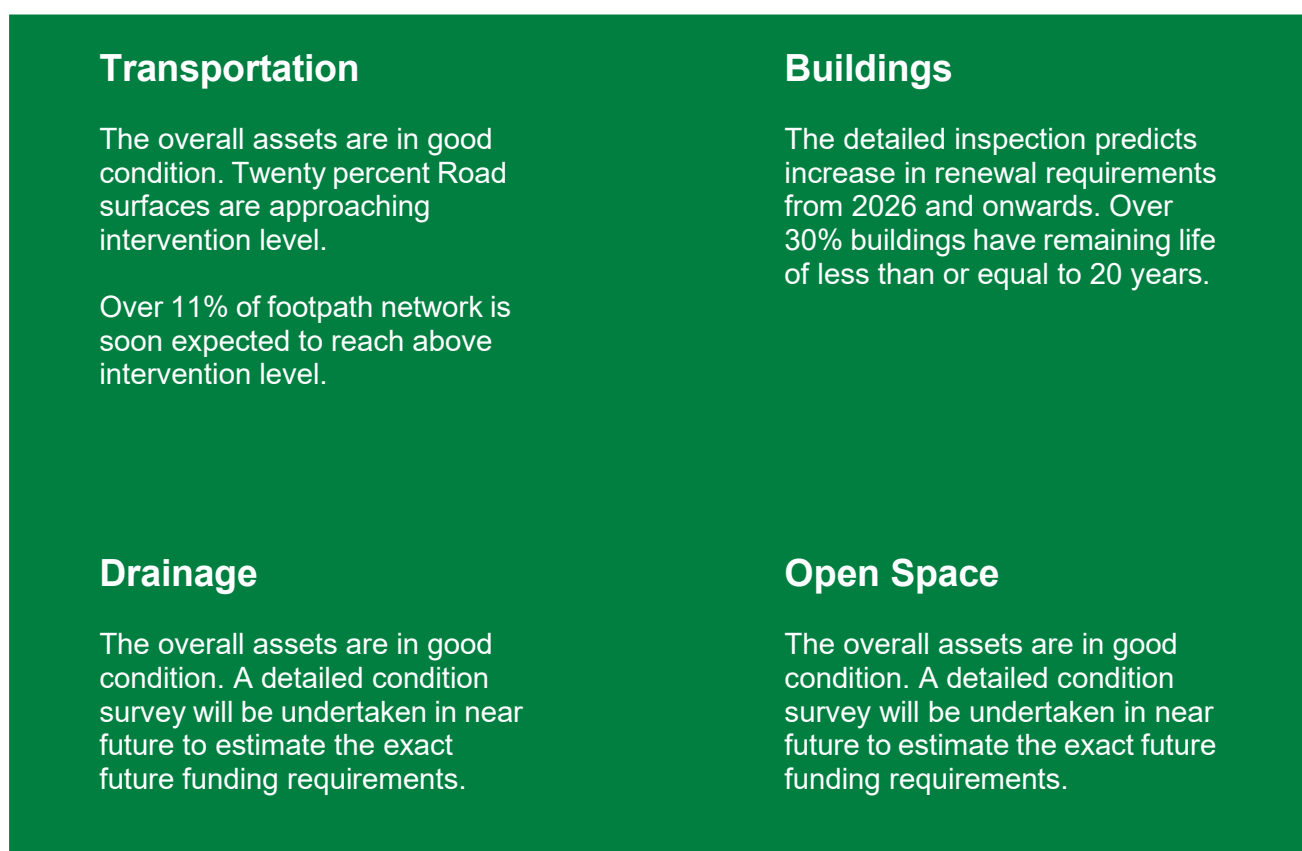 Transportation
The overall assets are in good
condition. Twenty percent Road
surfaces are approaching
intervention level.
Over 11% of footpath network is
soon expected to reach above
intervention level.
Buildings
The detailed inspection predicts
increase in renewal requirements
from 2026 and onwards. Over
30% buildings have remaining life
of less than or equal to 20 years.
Drainage
The overall assets are in good
condition. A detailed condition
survey will be undertaken in near
future to estimate the exact
future funding requirements.
Open Space
The overall assets are in good
condition. A detailed condition
survey will be undertaken in near
future to estimate the exact future
funding requirements.